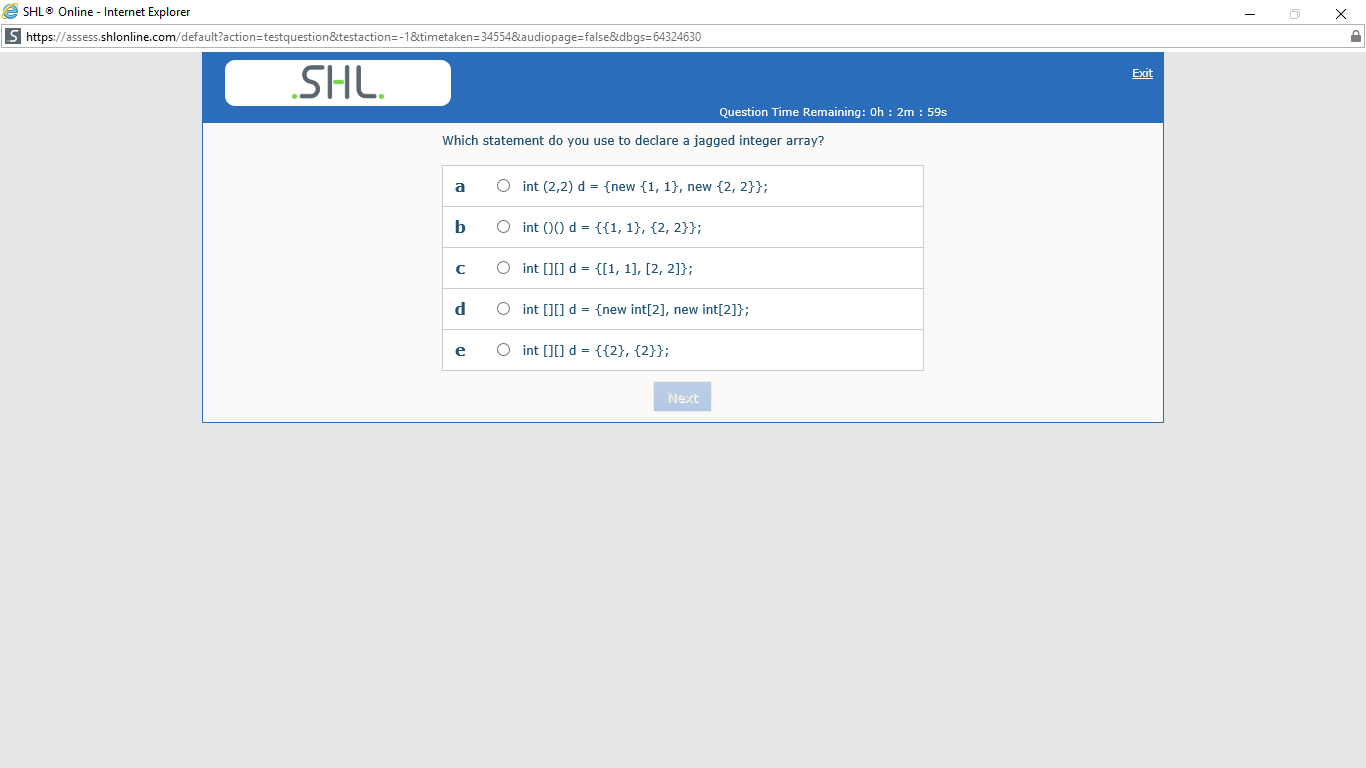 SHL® Online - Internet Explorer
https://assess.shlonline.com/default?action=testquestion&testaction=-1&timetaken=34554&audiopage=false&dbgs=64324630
SHL.
Exit
Question Time Remaining: 0h : 2m : 59s
Which statement do you use to declare a jagged integer array?
a int (2,2) d = {new {1, 1}, new {2, 2}};
b int ()() d = {{1, 1}, {2, 2}};
c int [][] d = {[1, 1], [2, 2]};
d int [][] d = {new int[2], new int[2]};
e int [][] d = {{2}, {2}};
Next